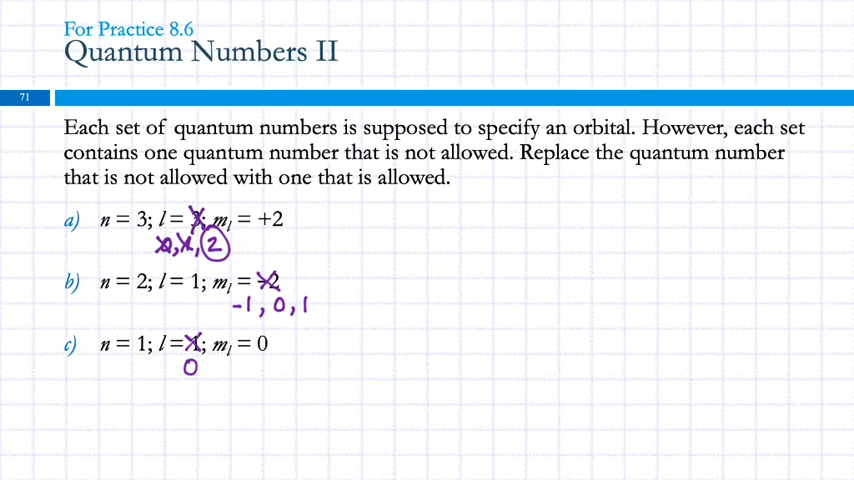 For Practice 8.6
Quantum Numbers II
71
Each set of quantum numbers is supposed to specify an orbital. However, each set
contains one quantum number that is not allowed. Replace the quantum number
that is not allowed with one that is allowed.
a) n = 3; l = 3; mₗ = +2
0, 1, 2
b) n = 2; l = 1; mₗ = -2
-1, 0, 1
c) n = 1; l = 1; mₗ = 0
0